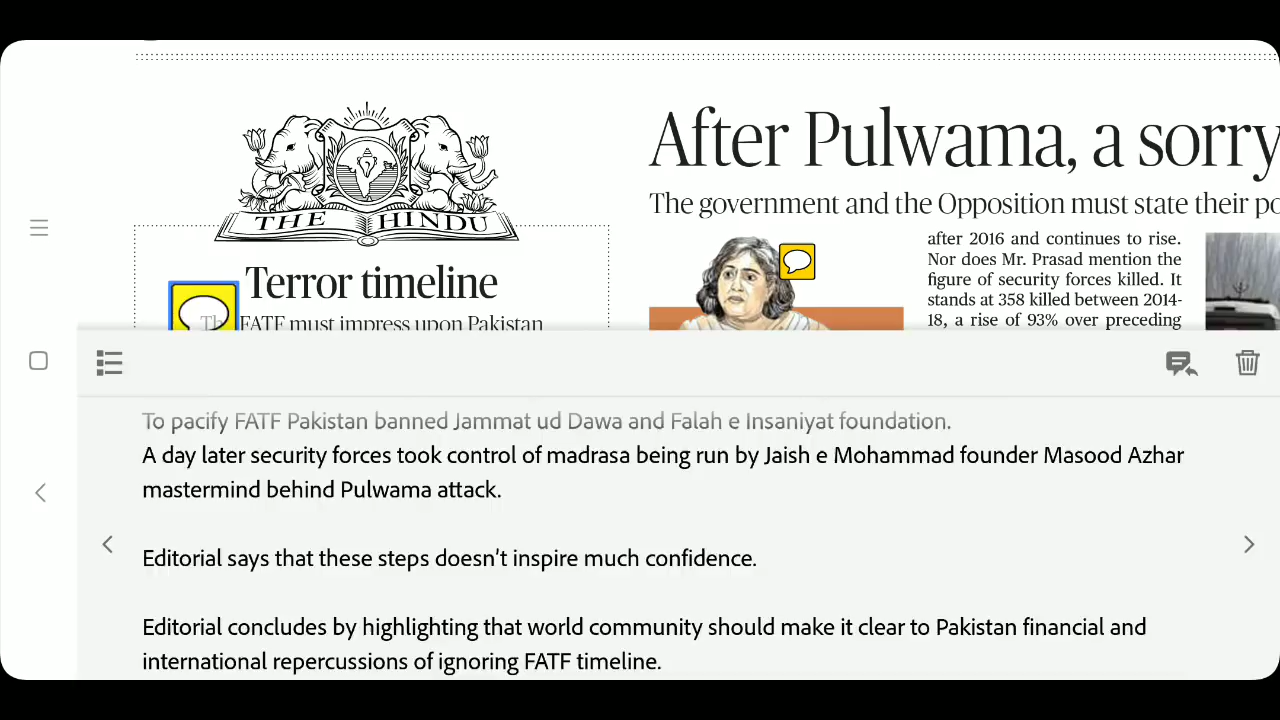 THE HINDU
Terror timeline
The FATF must impress upon Pakistan
After Pulwama, a sorry
The government and the Opposition must state their po
after 2016 and continues to rise.
Nor does Mr. Prasad mention the
figure of security forces killed. It
stands at 358 killed between 2014-
18, a rise of 93% over preceding
To pacify FATF Pakistan banned Jammat ud Dawa and Falah e Insaniyat foundation.
A day later security forces took control of madrasa being run by Jaish e Mohammad founder Masood Azhar
mastermind behind Pulwama attack.
Editorial says that these steps doesn't inspire much confidence.
Editorial concludes by highlighting that world community should make it clear to Pakistan financial and
international repercussions of ignoring FATF timeline.